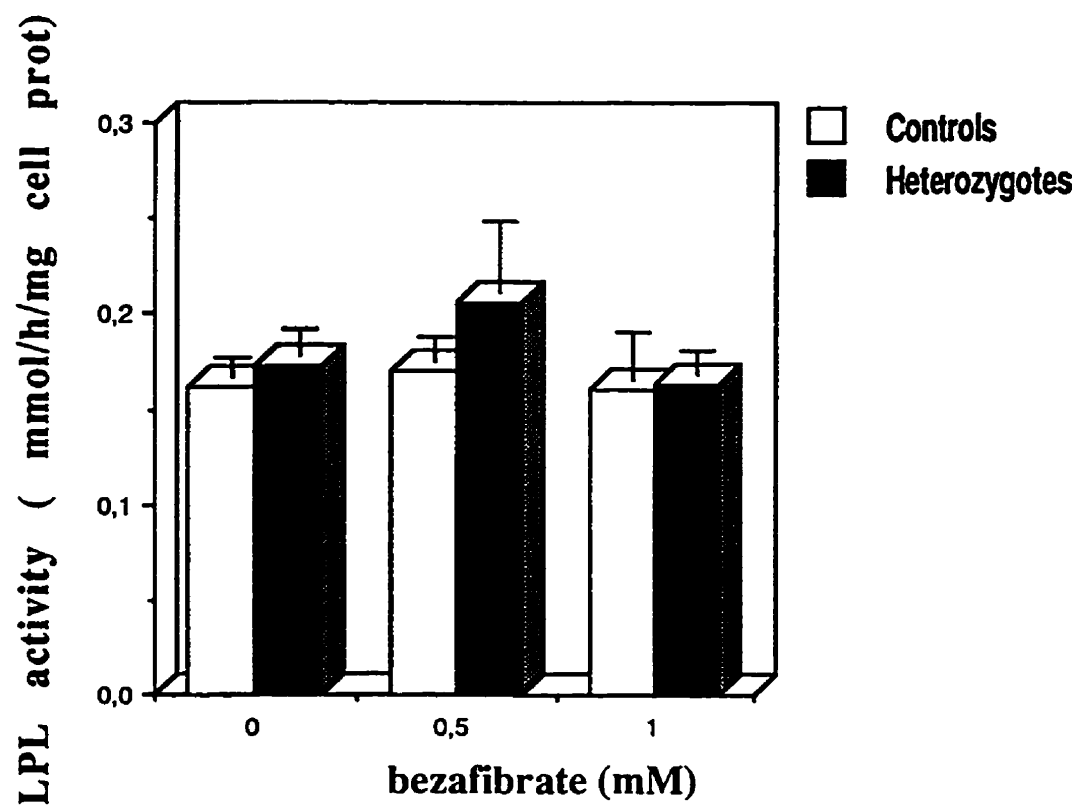 LPL activity ( mmol/h/mg cell prot)
0,3
0,2
0,1
0,0
0 0,5 1
bezafibrate (mM)
Controls
Heterozygotes